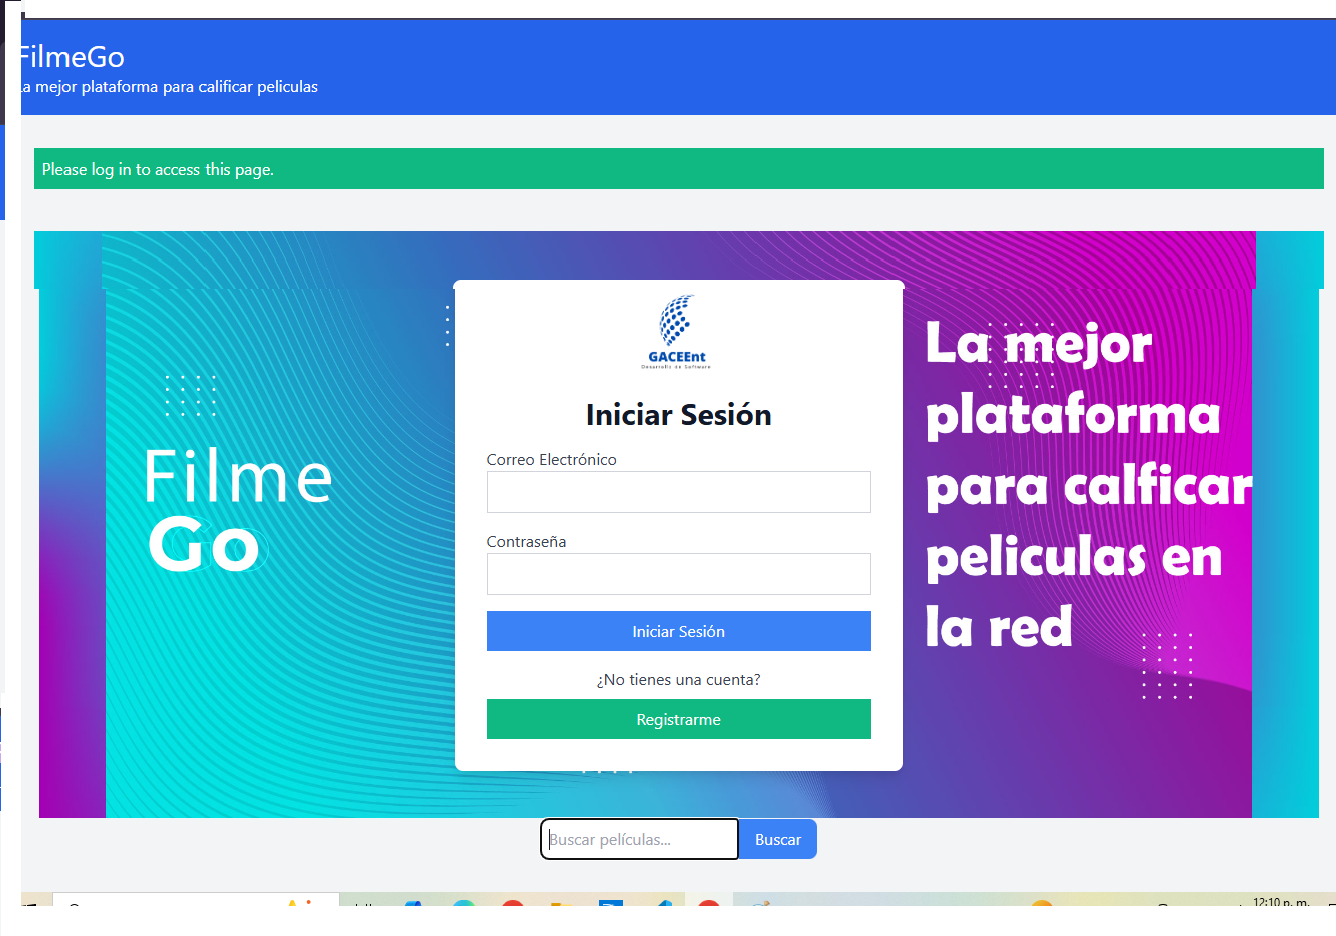 FilmeGo
La mejor plataforma para calificar peliculas
Please log in to access this page.
GACEEnt
Desarrollo de Software
Iniciar Sesión
Correo Electrónico
Contraseña
Iniciar Sesión
¿No tienes una cuenta?
Registrarme
Filme
Go
La mejor
plataforma
para calficar
peliculas en
la red
Buscar películas...
Buscar
12:10 p. m.